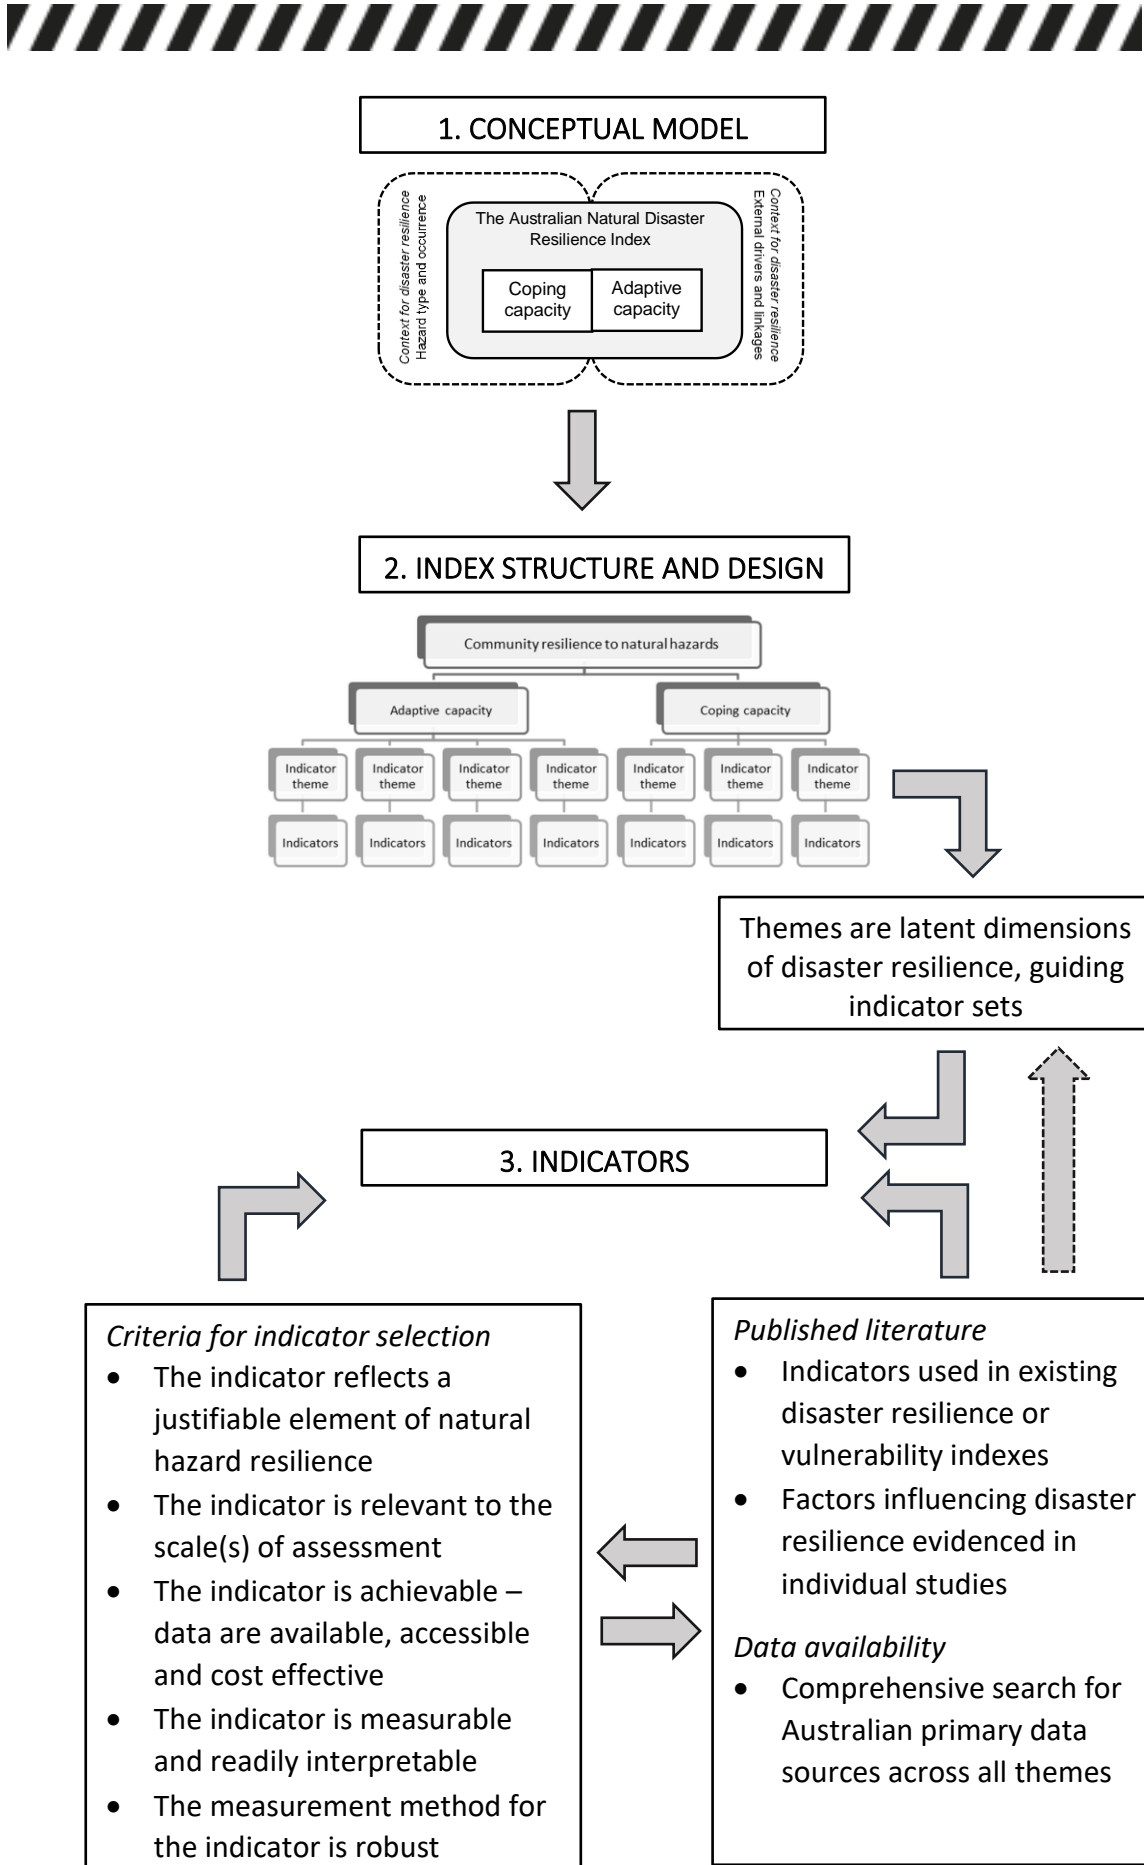 1. CONCEPTUAL MODEL
Context for disaster resilience
Hazard type and occurrence
The Australian Natural Disaster
Resilience Index
Coping
capacity
Adaptive
capacity
Context for disaster resilience
External drivers and linkages
2. INDEX STRUCTURE AND DESIGN
Community resilience to natural hazards
Adaptive capacity
Coping capacity
Indicator
theme
Indicator
theme
Indicator
theme
Indicator
theme
Indicator
theme
Indicator
theme
Indicator
theme
Indicators
Indicators
Indicators
Indicators
Indicators
Indicators
Indicators
Themes are latent dimensions
of disaster resilience, guiding
indicator sets
3. INDICATORS
Criteria for indicator selection
• The indicator reflects a
justifiable element of natural
hazard resilience
• The indicator is relevant to the
scale(s) of assessment
• The indicator is achievable –
data are available, accessible
and cost effective
• The indicator is measurable
and readily interpretable
• The measurement method for
the indicator is robust
Published literature
• Indicators used in existing
disaster resilience or
vulnerability indexes
• Factors influencing disaster
resilience evidenced in
individual studies
Data availability
• Comprehensive search for
Australian primary data
sources across all themes